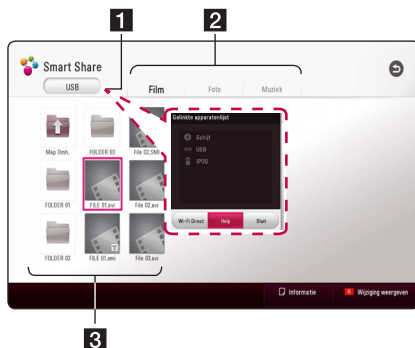 1
2
Smart Share
USB
Film
Foto
Muziek
Gelinkte apparatenlijst
Schijf
USB
IPOD
Wi-Fi Direct
Help
Sluit
Map Omh.
FOLDER 03
File 02.SMI
FOLDER 01
FILE 01.avi
File 02.avi
FOLDER 02
FILE 01.smi
File 03.avi
T
Informatie
R
Wijziging weergeven
3